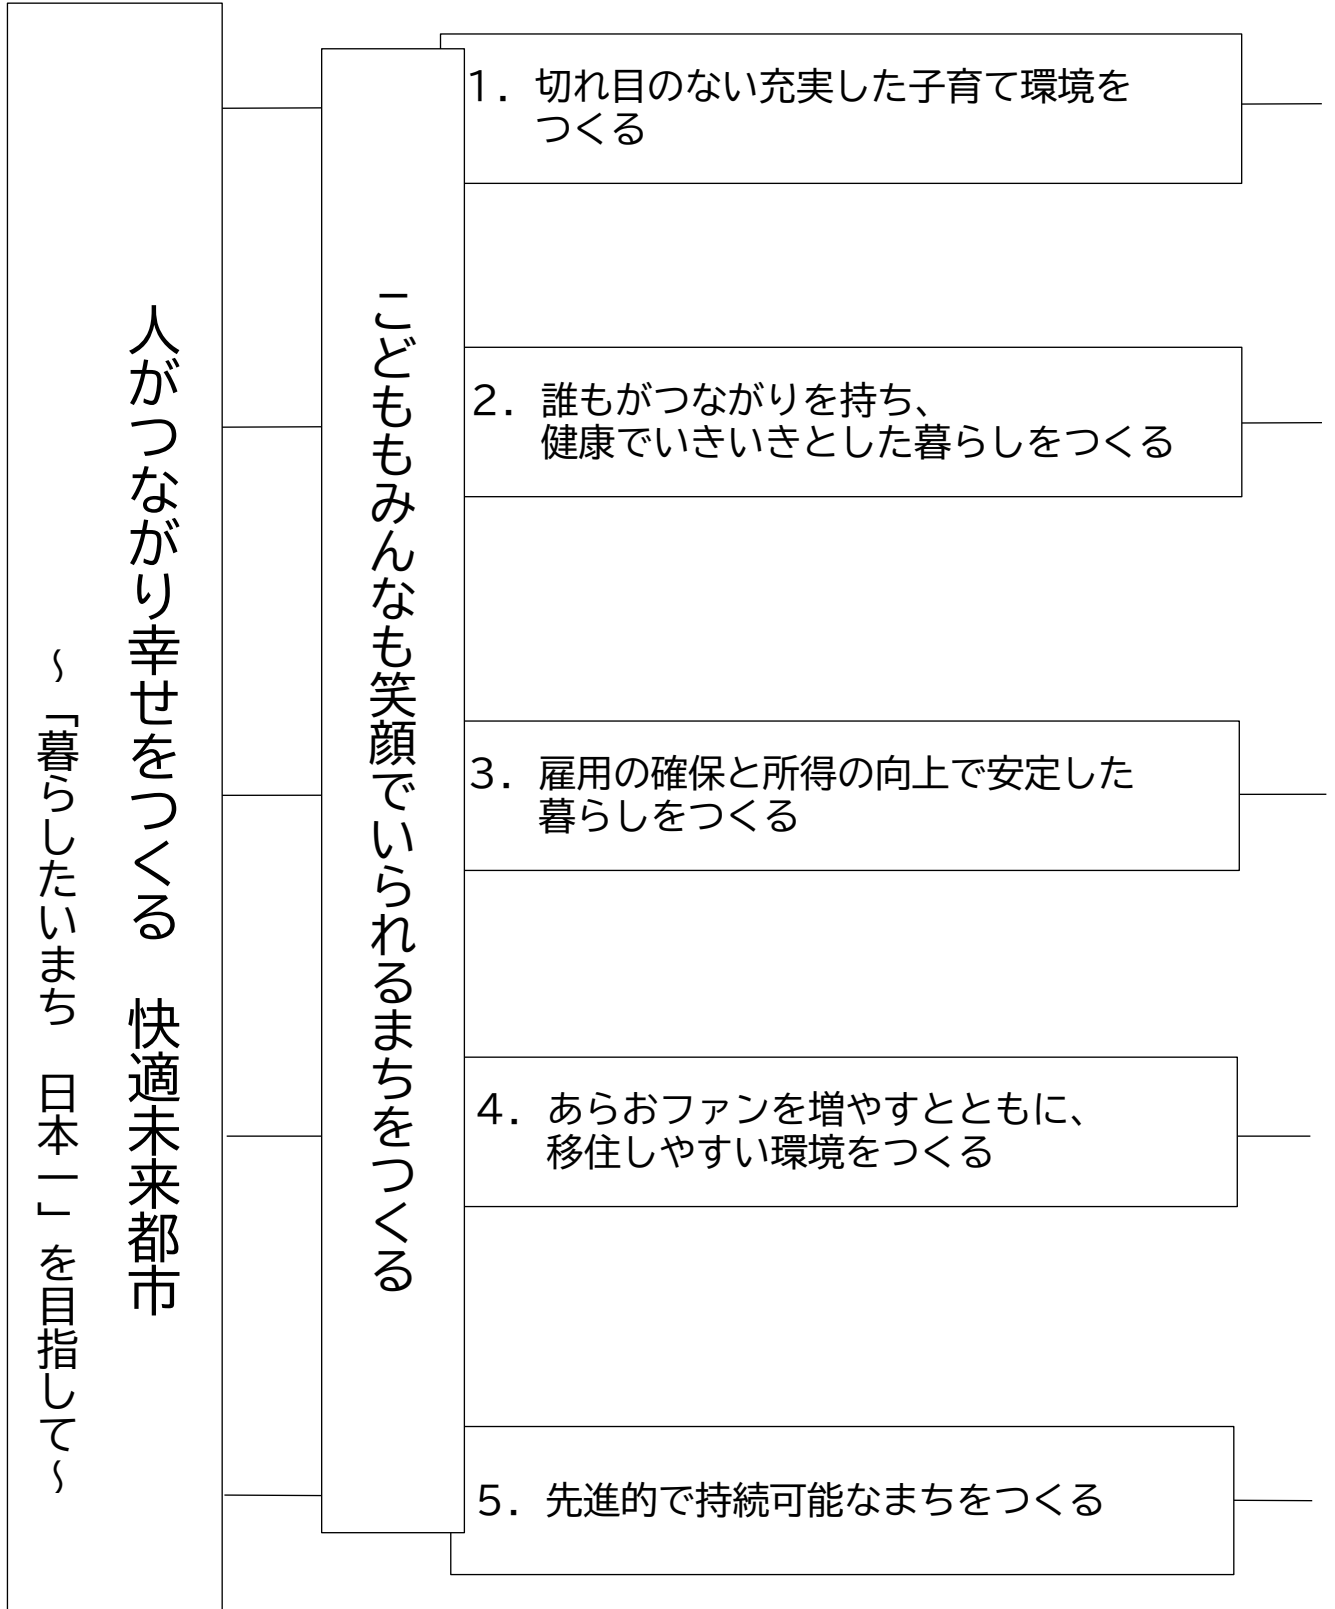 人がつながり幸せをつくる　快適未来都市
～「暮らしたいまち　日本一」を目指して～
こどももみんなも笑顔でいられるまちをつくる
1．切れ目のない充実した子育て環境を
つくる
2．誰もがつながりを持ち、
健康でいきいきとした暮らしをつくる
3．雇用の確保と所得の向上で安定した
暮らしをつくる
4．あらおファンを増やすとともに、
移住しやすい環境をつくる
5．先進的で持続可能なまちをつくる